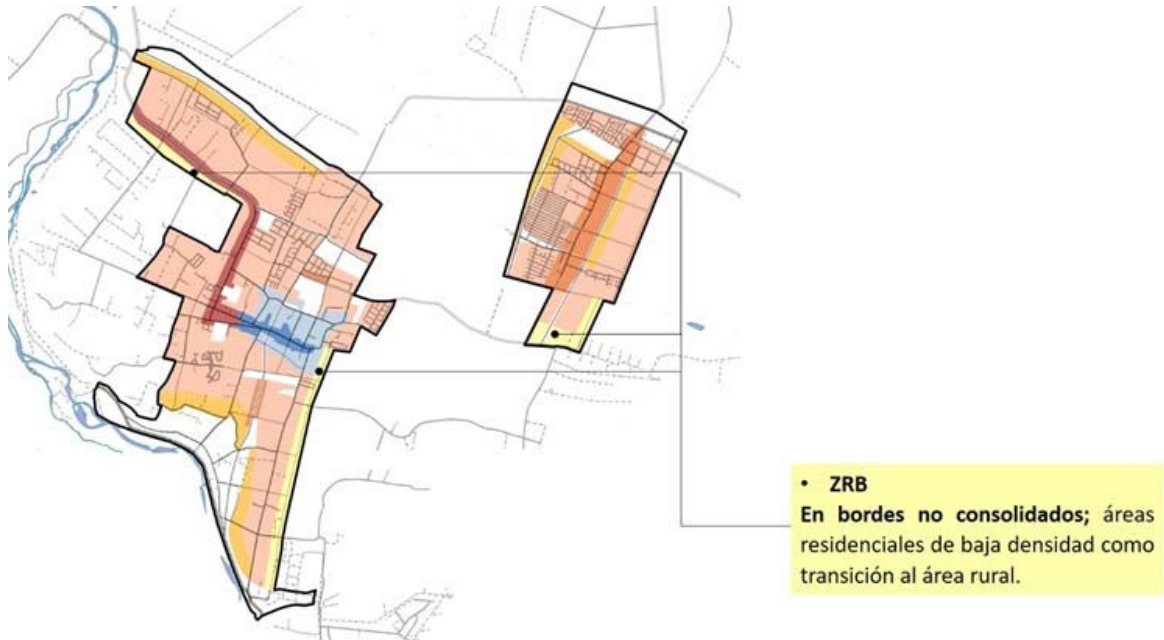 • ZRB
En bordes no consolidados; áreas
residenciales de baja densidad como
transición al área rural.